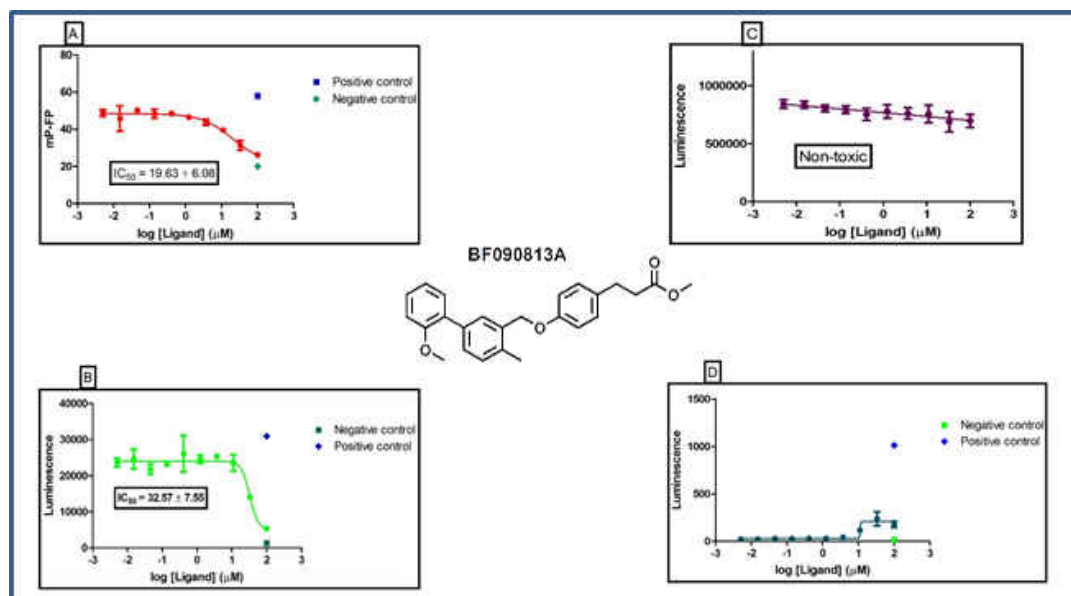 A
80
60
40
20
0
mP-FP
IC50 = 19.63 ± 6.08
Positive control
Negative control
-3 -2 -1 0 1 2 3
log [Ligand] (μM)
C
1000000
500000
0
Luminescence
Non-toxic
-3 -2 -1 0 1 2 3
log [Ligand] (μM)
BF090813A
O
O
O
O
B
40000
30000
20000
10000
0
Luminescence
IC50 = 32.57 ± 7.55
Negative control
Positive control
-3 -2 -1 0 1 2 3
log [Ligand] (μM)
D
1500
1000
500
0
Luminescence
Negative control
Positive control
-3 -2 -1 0 1 2 3
log [Ligand] (μM)